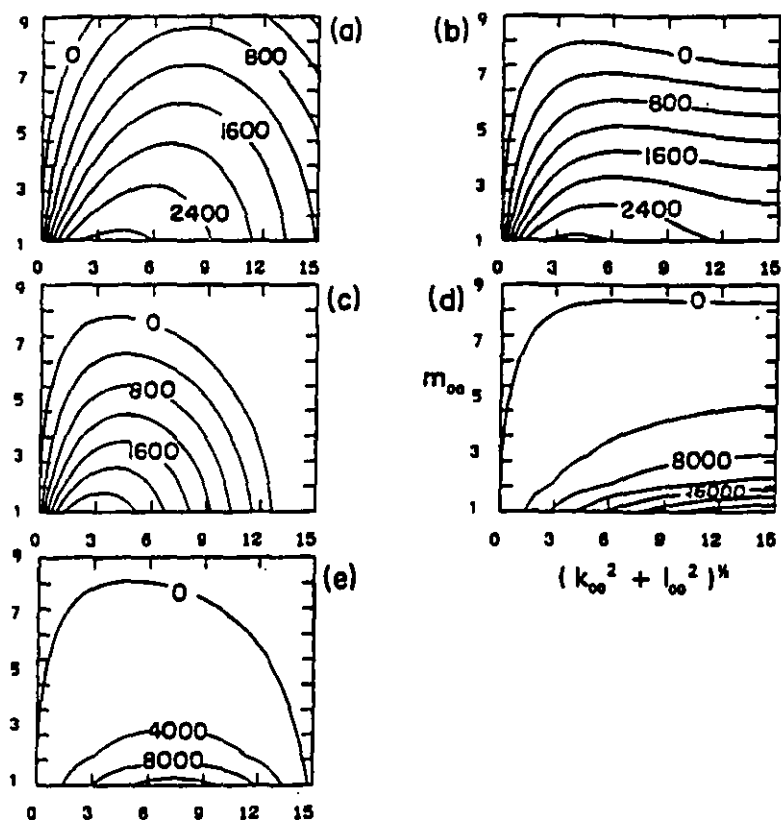 9 (a) 9 (b)
0 800 0
7 7
800
5 1600 5
1600
3 3
2400 2400
1 1
0 3 6 9 12 15 0 3 6 9 12 15
9 (c) 9 (d)
0 0
7 7
800
5 m₀₀ 5
1600
3 3
8000
16000
1 1
0 3 6 9 12 15 0 3 6 9 12 15
9 (e) (k₀₀² + l₀₀²)^½
0
7
5
3 4000
8000
1
0 3 6 9 12 15